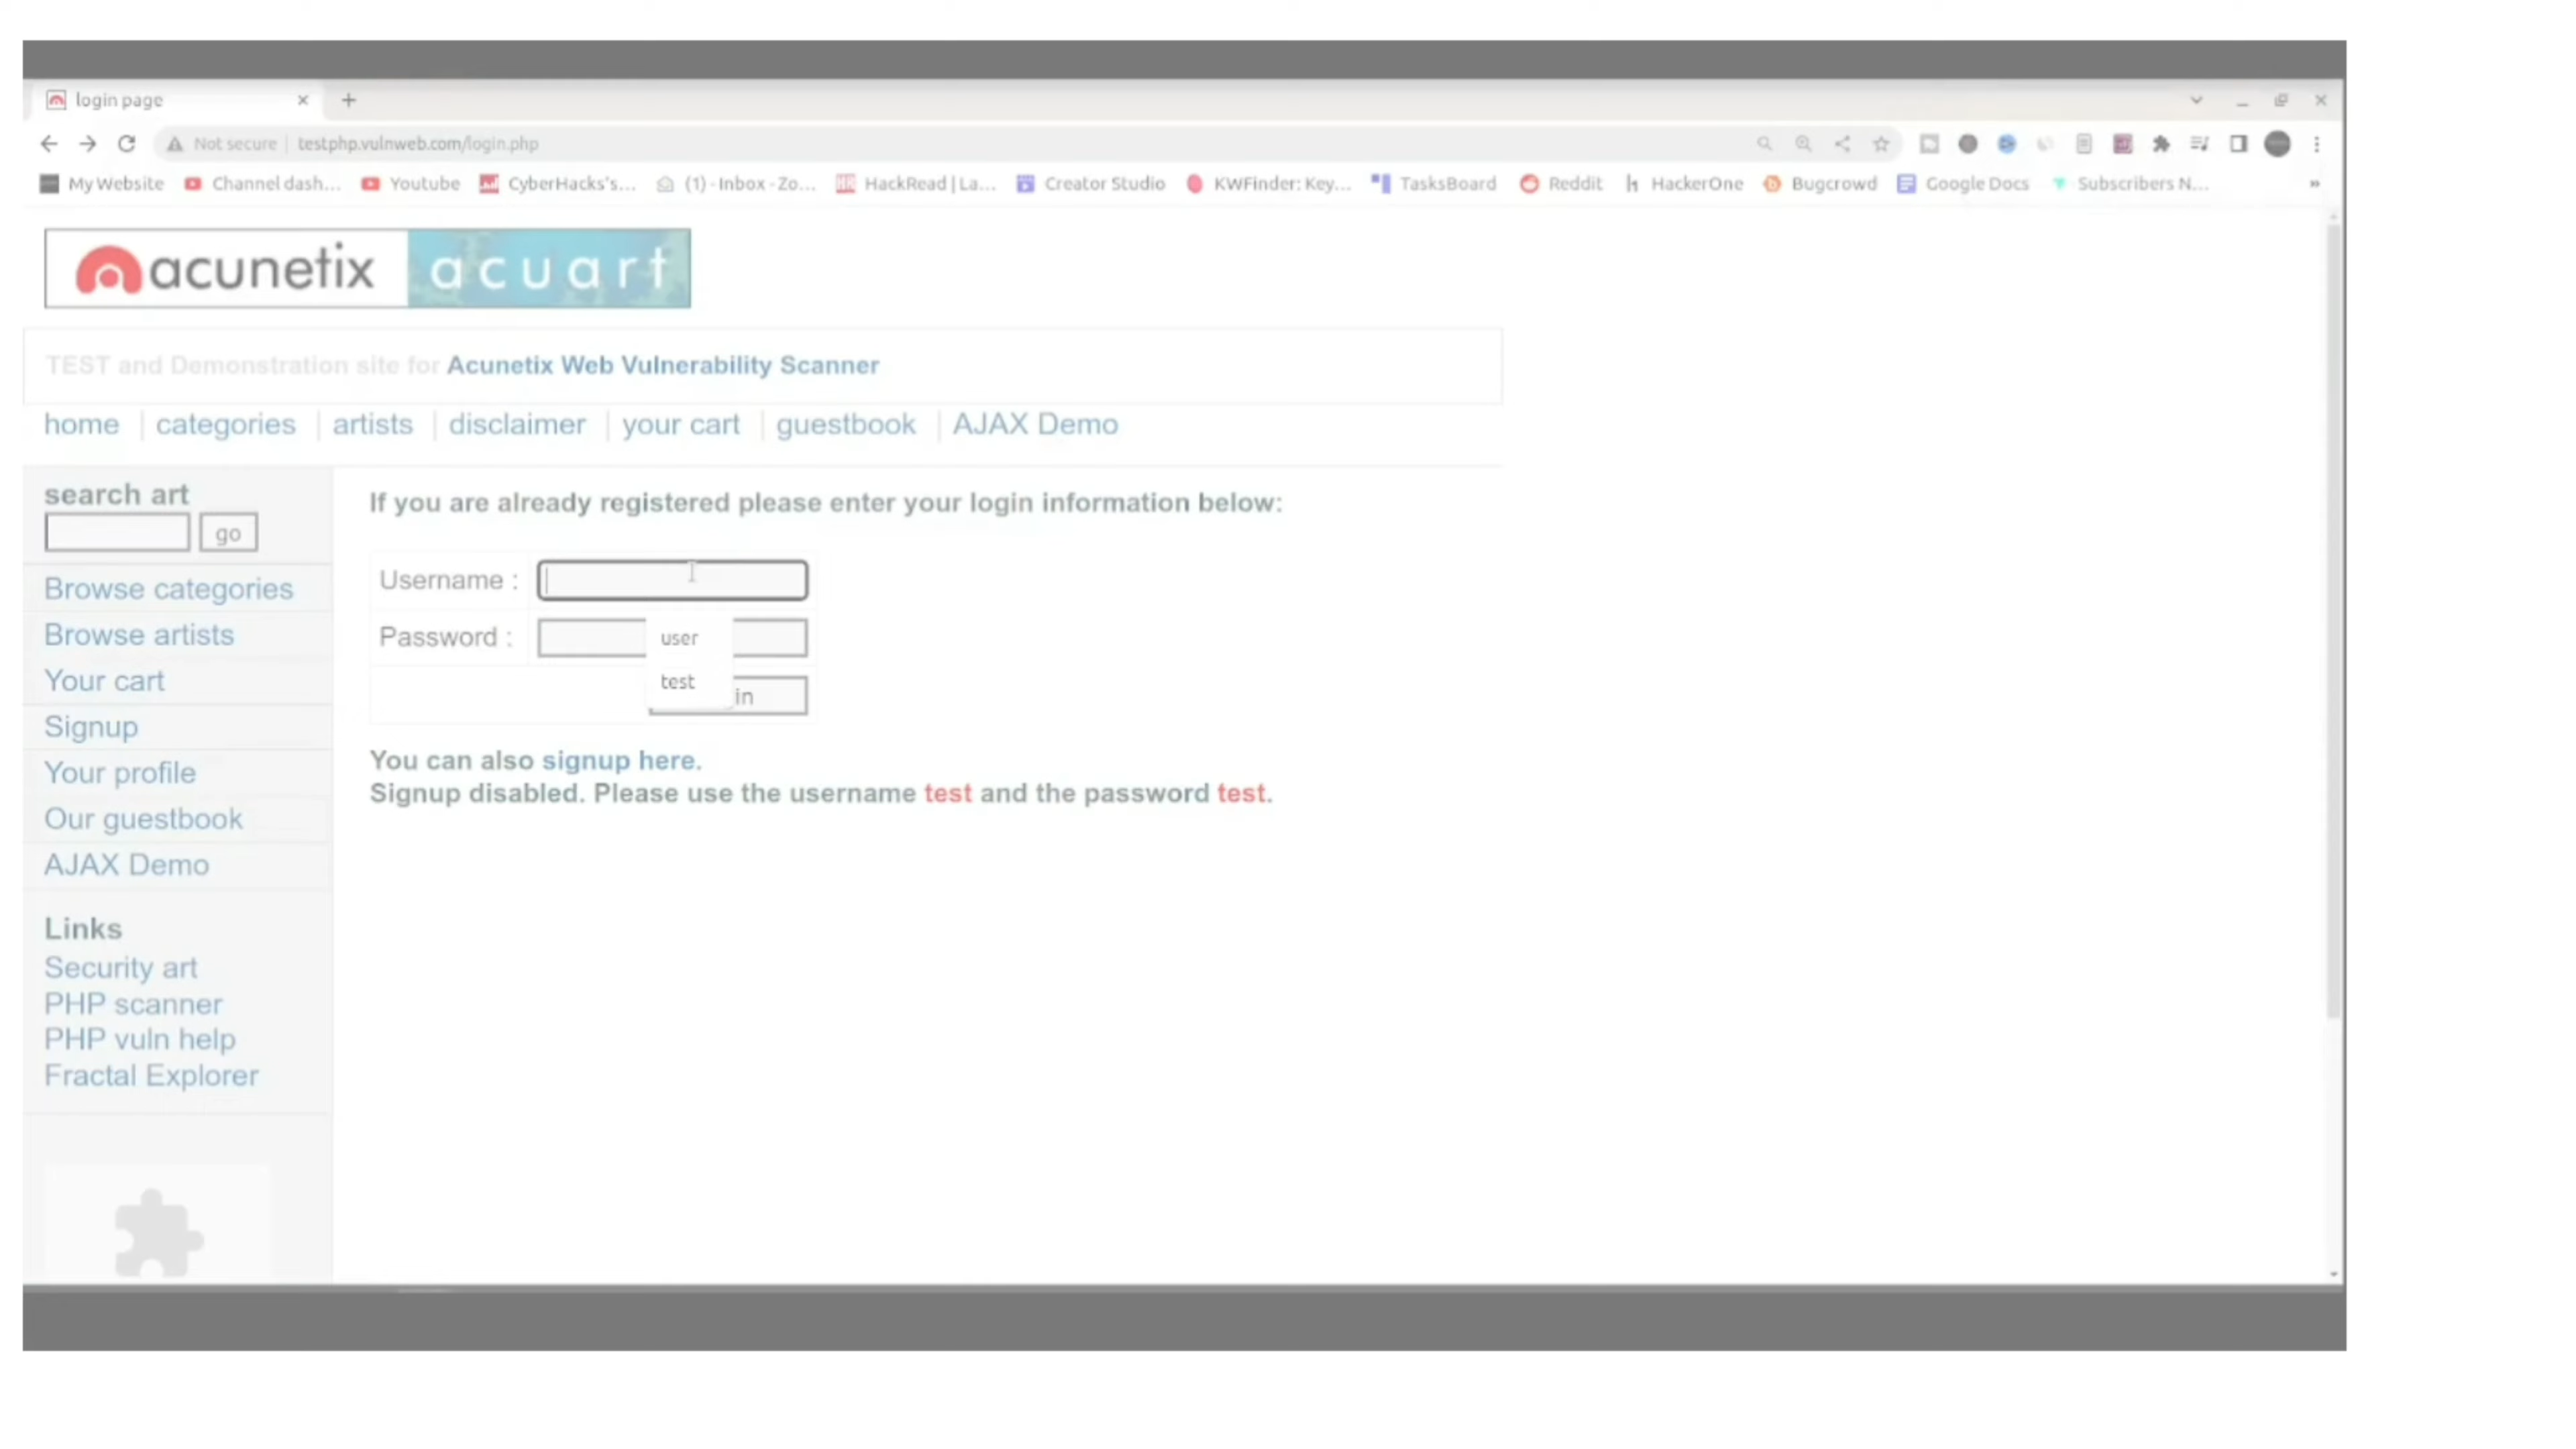 login page
Not secure
testphp.vulnweb.com/login.php
My Website
Channel dash...
Youtube
CyberHacks's...
(1) - Inbox - Zo...
HackRead | La...
Creator Studio
KWFinder: Key...
TasksBoard
Reddit
HackerOne
Bugcrowd
Google Docs
Subscribers N...
acunetix acuart
TEST and Demonstration site for Acunetix Web Vulnerability Scanner
home | categories | artists | disclaimer | your cart | guestbook | AJAX Demo
search art
go
Browse categories
Browse artists
Your cart
Signup
Your profile
Our guestbook
AJAX Demo
Links
Security art
PHP scanner
PHP vuln help
Fractal Explorer
If you are already registered please enter your login information below:
Username :
Password :
user
test
in
You can also signup here.
Signup disabled. Please use the username test and the password test.